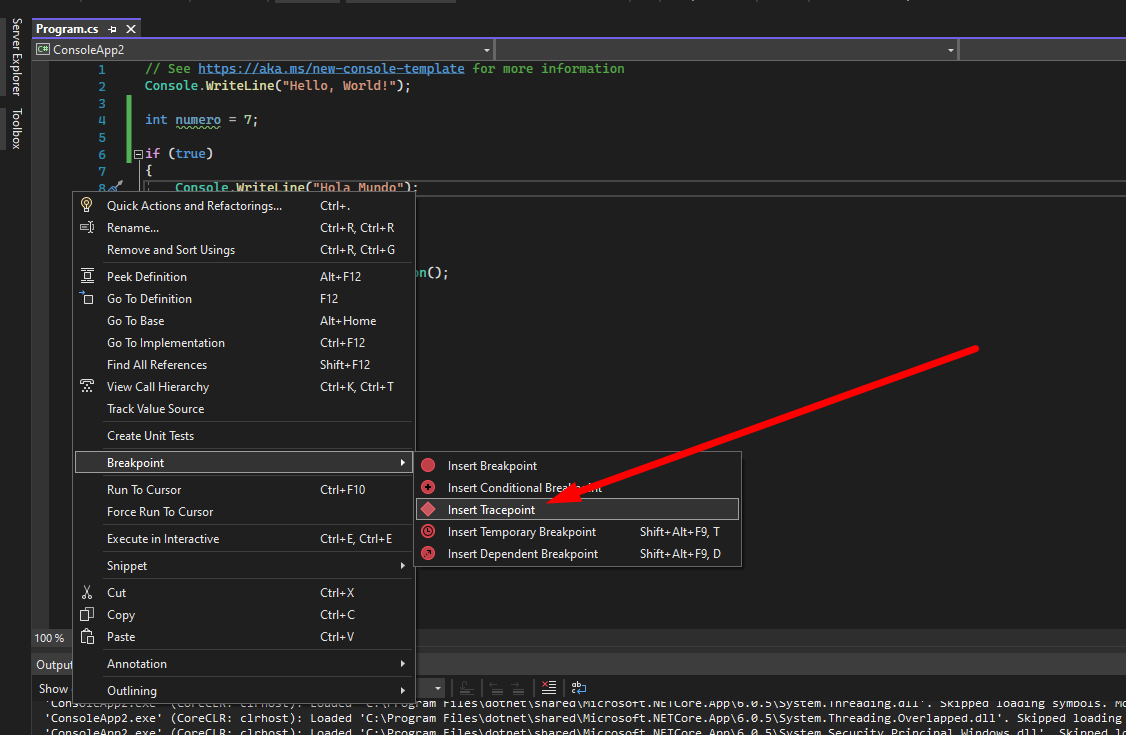 Server Explorer
Toolbox
Program.cs
C# ConsoleApp2
1 // See https://aka.ms/new-console-template for more information
2 Console.WriteLine("Hello, World!");
3
4 int numero = 7;
5
6 if (true)
7 {
8 Console.WriteLine("Hola Mundo");
on();
Quick Actions and Refactorings... Ctrl+.
Rename... Ctrl+R, Ctrl+R
Remove and Sort Usings Ctrl+R, Ctrl+G
Peek Definition Alt+F12
Go To Definition F12
Go To Base Alt+Home
Go To Implementation Ctrl+F12
Find All References Shift+F12
View Call Hierarchy Ctrl+K, Ctrl+T
Track Value Source
Create Unit Tests
Breakpoint
Run To Cursor Ctrl+F10
Force Run To Cursor
Execute in Interactive Ctrl+E, Ctrl+E
Snippet
Cut Ctrl+X
Copy Ctrl+C
Paste Ctrl+V
Annotation
Outlining
Insert Breakpoint
Insert Conditional Breakpoint
Insert Tracepoint
Insert Temporary Breakpoint Shift+Alt+F9, T
Insert Dependent Breakpoint Shift+Alt+F9, D
100 %
Output
Show
'ConsoleApp2.exe' (CoreCLR: clrhost): Loaded 'C:\Program Files\dotnet\shared\Microsoft.NETCore.App\6.0.5\System.Threading.dll'. Skipped loading symbols. Mo
'ConsoleApp2.exe' (CoreCLR: clrhost): Loaded 'C:\Program Files\dotnet\shared\Microsoft.NETCore.App\6.0.5\System.Threading.Overlapped.dll'. Skipped loading
'ConsoleApp2.exe' (CoreCLR: clrhost): Loaded 'C:\Program Files\dotnet\shared\Microsoft.NETCore.App\6.0.5\System.Security.Principal.Windows.dll'. Skipped lo